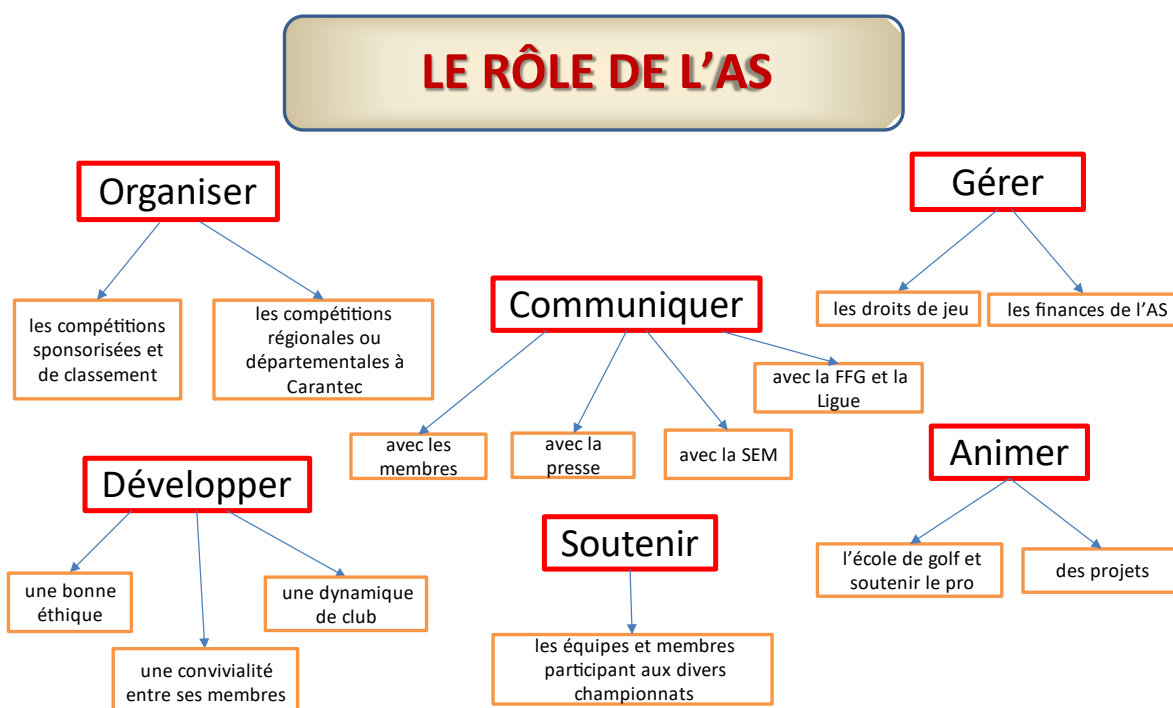 LE RÔLE DE L'AS
Organiser
les compétitions
sponsorisées et
de classement
les compétitions
régionales ou
départementales à
Carantec
Communiquer
avec les
membres
avec la
presse
avec la SEM
avec la FFG et la
Ligue
Gérer
les droits de jeu
les finances de l'AS
Développer
une bonne
éthique
une convivialité
entre ses membres
une dynamique
de club
Soutenir
les équipes et membres
participant aux divers
championnats
Animer
l'école de golf et
soutenir le pro
des projets